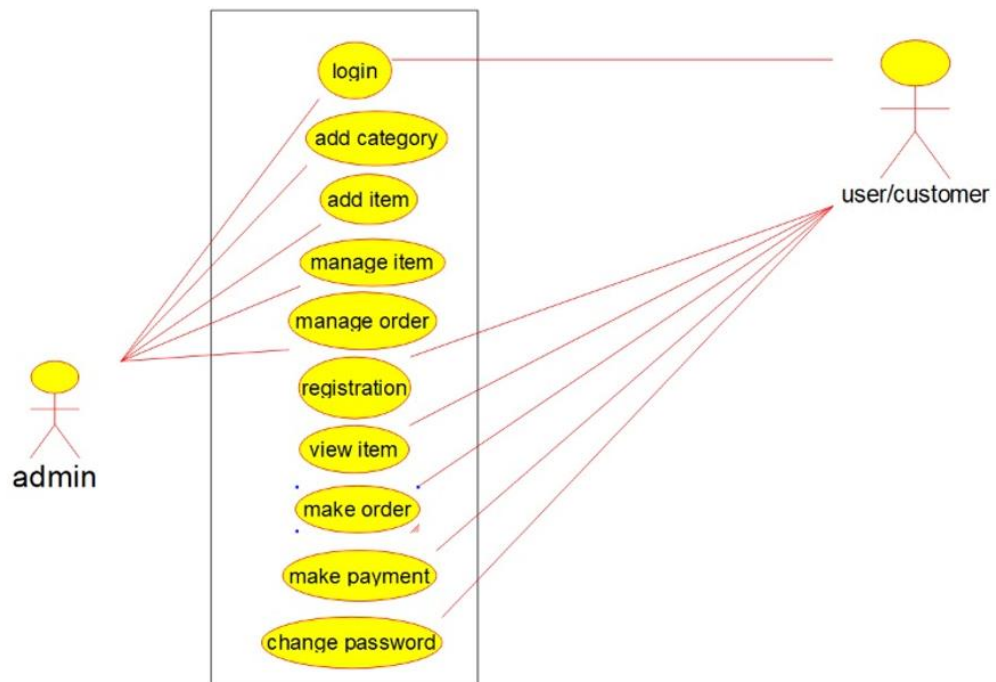 login
add category
add item
manage item
manage order
registration
view item
make order
make payment
change password
admin
user/customer